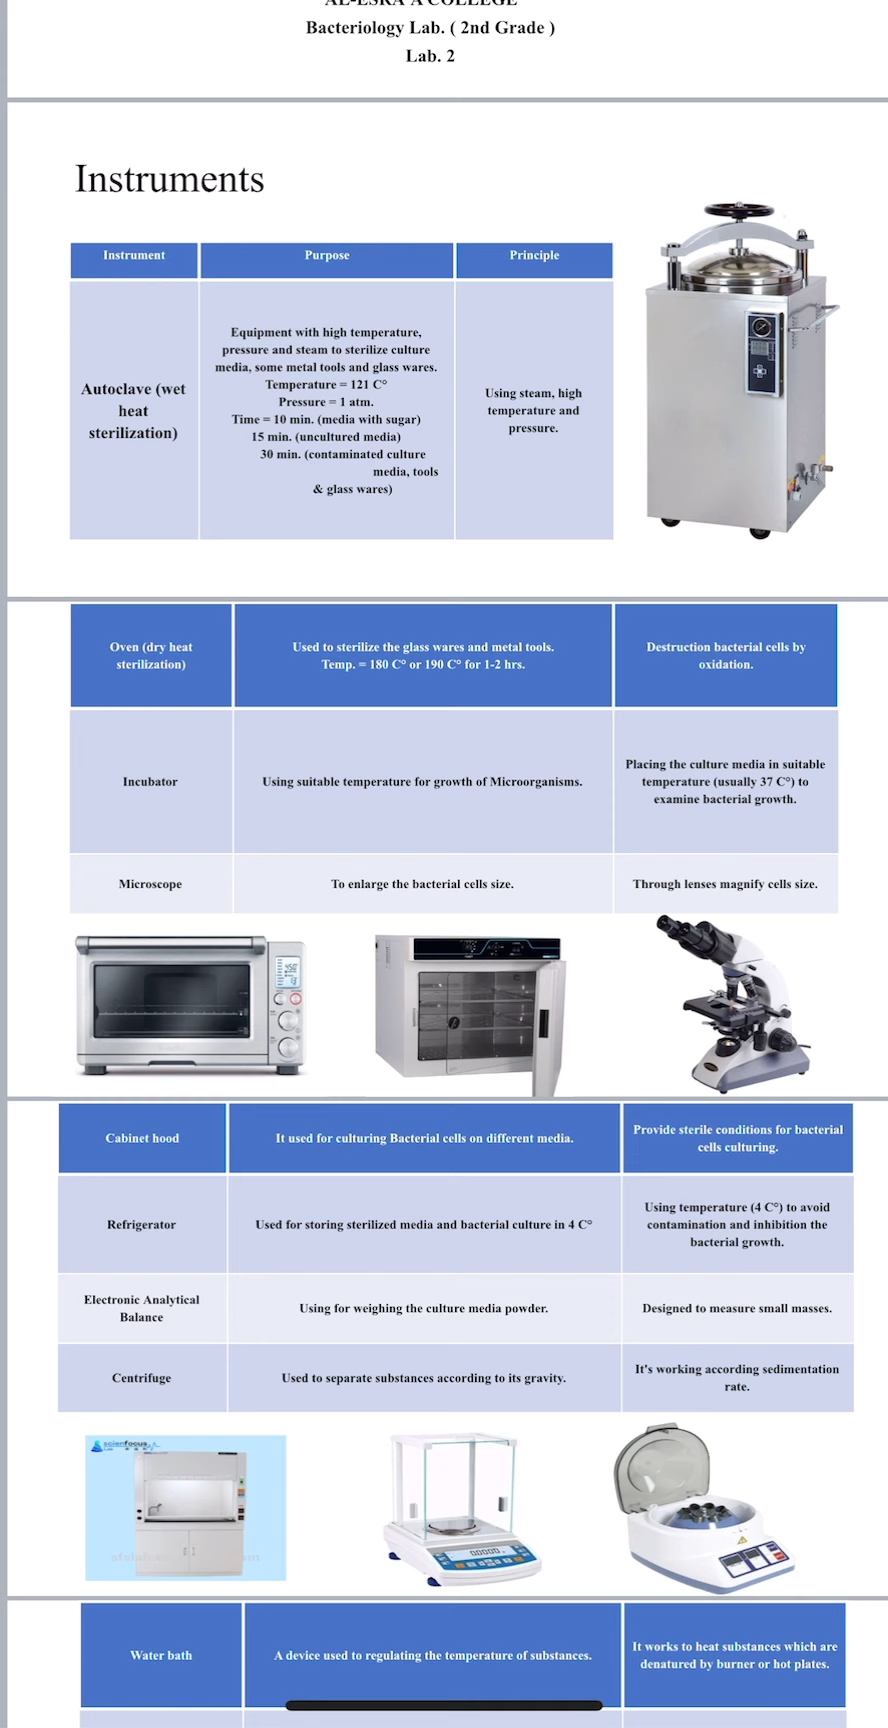 AL-ESRA'A COLLEGE
Bacteriology Lab. ( 2nd Grade )
Lab. 2
Instruments
Instrument
Purpose
Principle
Autoclave (wet
heat
sterilization)
Equipment with high temperature,
pressure and steam to sterilize culture
media, some metal tools and glass wares.
Temperature = 121 C°
Pressure = 1 atm.
Time = 10 min. (media with sugar)
15 min. (uncultured media)
30 min. (contaminated culture
media, tools
& glass wares)
Using steam, high
temperature and
pressure.
Oven (dry heat
sterilization)
Used to sterilize the glass wares and metal tools.
Temp. = 180 C° or 190 C° for 1-2 hrs.
Destruction bacterial cells by
oxidation.
Incubator
Using suitable temperature for growth of Microorganisms.
Placing the culture media in suitable
temperature (usually 37 C°) to
examine bacterial growth.
Microscope
To enlarge the bacterial cells size.
Through lenses magnify cells size.
Cabinet hood
It used for culturing Bacterial cells on different media.
Provide sterile conditions for bacterial
cells culturing.
Refrigerator
Used for storing sterilized media and bacterial culture in 4 C°
Using temperature (4 C°) to avoid
contamination and inhibition the
bacterial growth.
Electronic Analytical
Balance
Using for weighing the culture media powder.
Designed to measure small masses.
Centrifuge
Used to separate substances according to its gravity.
It's working according sedimentation
rate.
scienfocus
Water bath
A device used to regulating the temperature of substances.
It works to heat substances which are
denatured by burner or hot plates.